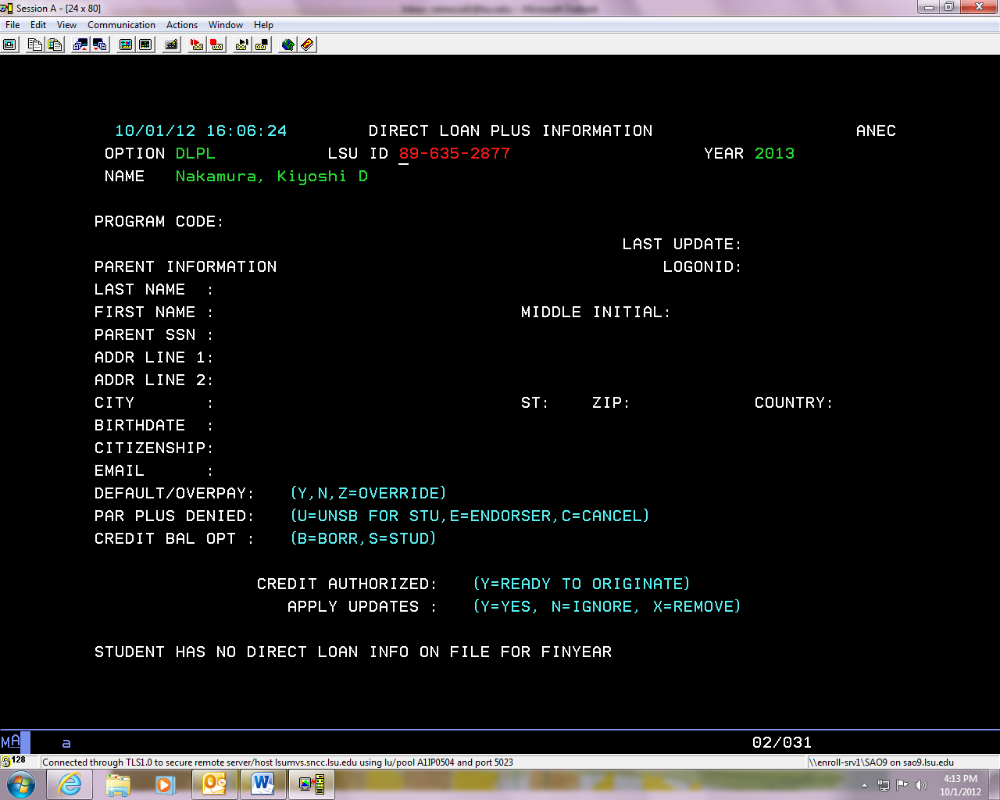 Session A - [24 x 80]
File Edit View Communication Actions Window Help
10/01/12 16:06:24 DIRECT LOAN PLUS INFORMATION ANEC
OPTION DLPL LSU ID 89-635-2877 YEAR 2013
NAME Nakamura, Kiyoshi D
PROGRAM CODE:
LAST UPDATE:
PARENT INFORMATION LOGONID:
LAST NAME :
FIRST NAME : MIDDLE INITIAL:
PARENT SSN :
ADDR LINE 1:
ADDR LINE 2:
CITY : ST: ZIP: COUNTRY:
BIRTHDATE :
CITIZENSHIP:
EMAIL :
DEFAULT/OVERPAY: (Y,N,Z=OVERRIDE)
PAR PLUS DENIED: (U=UNSB FOR STU,E=ENDORSER,C=CANCEL)
CREDIT BAL OPT : (B=BORR,S=STUD)
CREDIT AUTHORIZED: (Y=READY TO ORIGINATE)
APPLY UPDATES : (Y=YES, N=IGNORE, X=REMOVE)
STUDENT HAS NO DIRECT LOAN INFO ON FILE FOR FINYEAR
MA a 02/031
128 Connected through TLS1.0 to secure remote server/host lsumvs.sncc.lsu.edu using lu/pool A1IP0504 and port 5023 \\enroll-srv1\SAO9 on sao9.lsu.edu
4:13 PM
10/1/2012